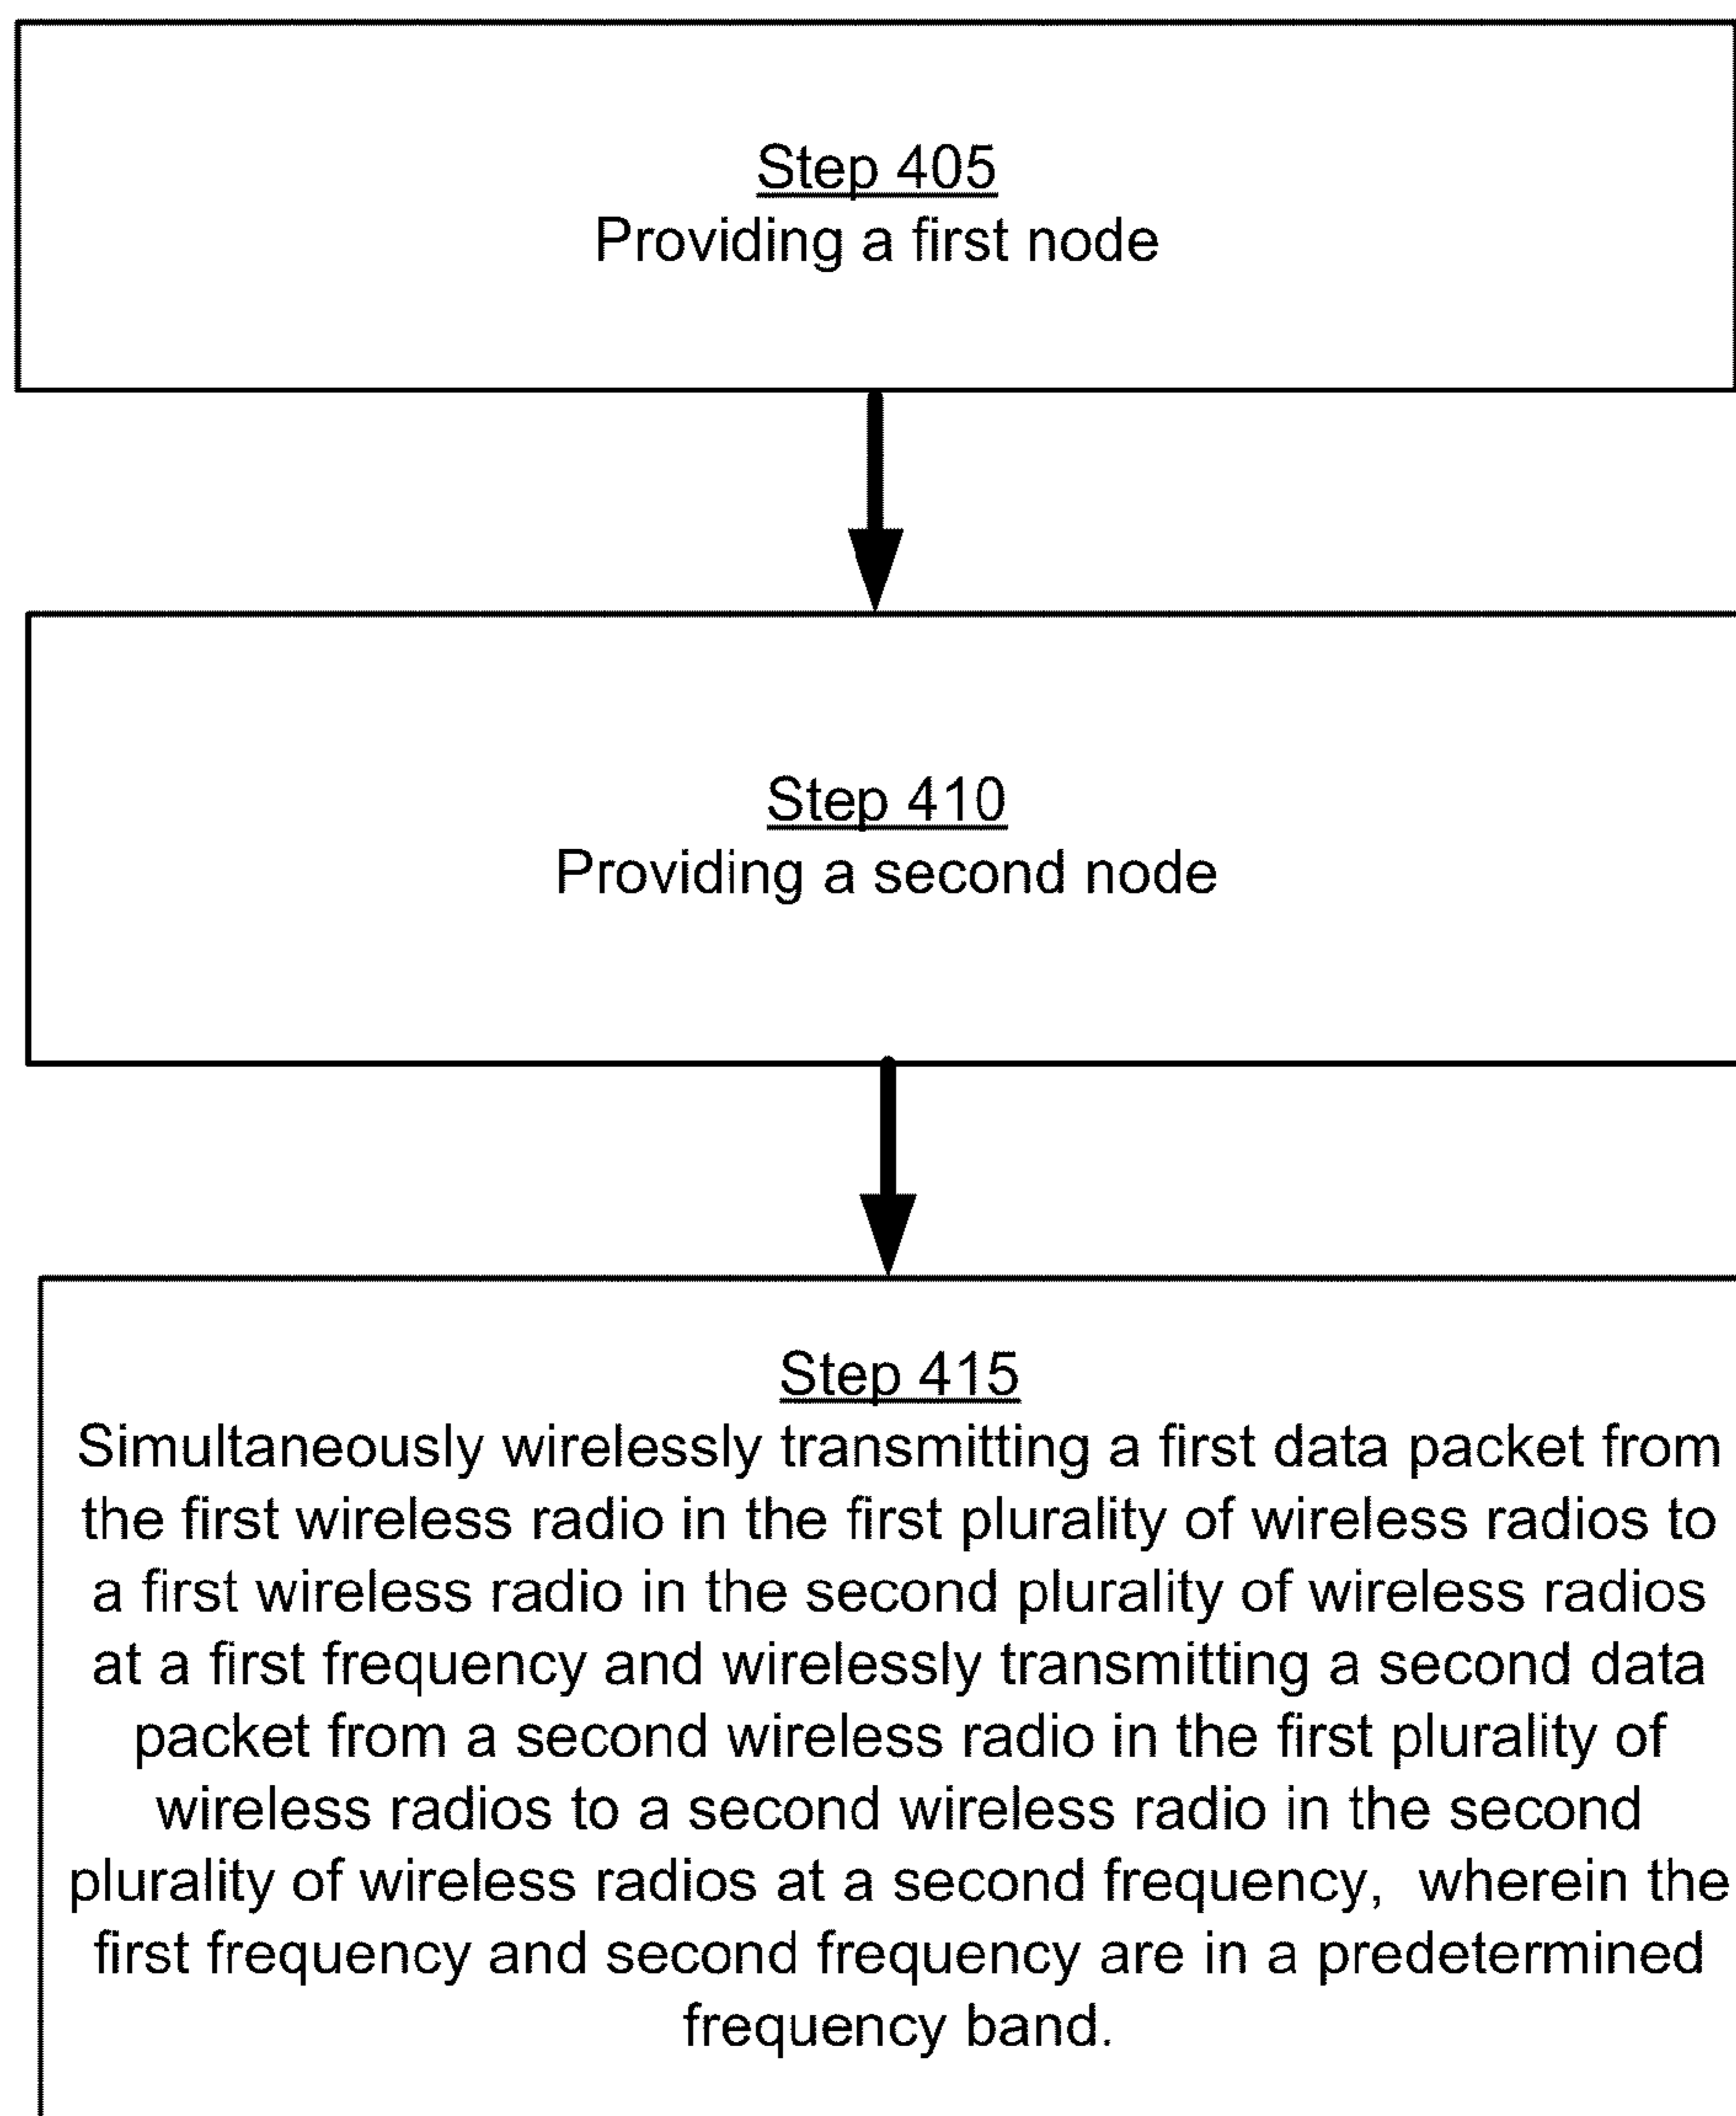 Step 405
Providing a first node
Step 410
Providing a second node
Step 415
Simultaneously wirelessly transmitting a first data packet from
the first wireless radio in the first plurality of wireless radios to
a first wireless radio in the second plurality of wireless radios
at a first frequency and wirelessly transmitting a second data
packet from a second wireless radio in the first plurality of
wireless radios to a second wireless radio in the second
plurality of wireless radios at a second frequency,  wherein the
first frequency and second frequency are in a predetermined
frequency band.